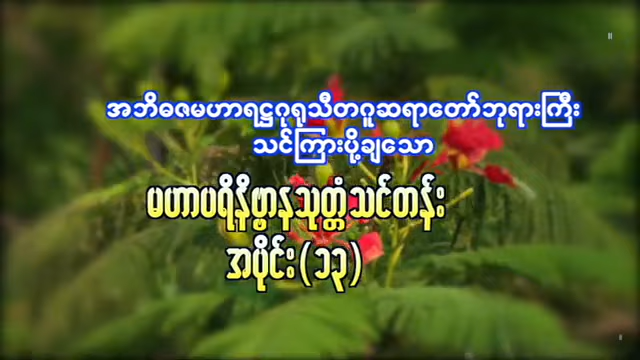 အဘိဓဇမဟာရဋ္ဌဂုရုသီတဂူဆရာတော်ဘုရားကြီး
သင်ကြားပို့ချသော
မဟာပရိနိဗ္ဗာနသုတ္တံသင်တန်း
အပိုင်း(၁၃)